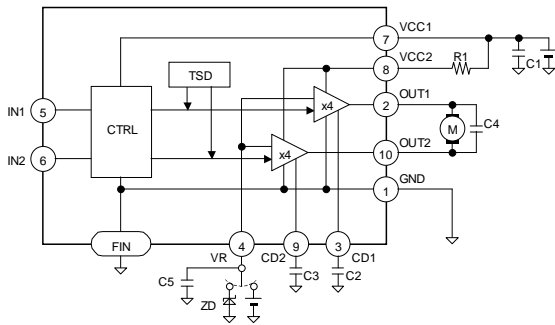 VCC1
7
VCC2
R1
C1
8
TSD
OUT1
IN1
5
x4
2
CTRL
M
C4
OUT2
IN2
6
x4
10
GND
1
FIN
4
9
3
VR
CD2
CD1
C5
C3
C2
ZD